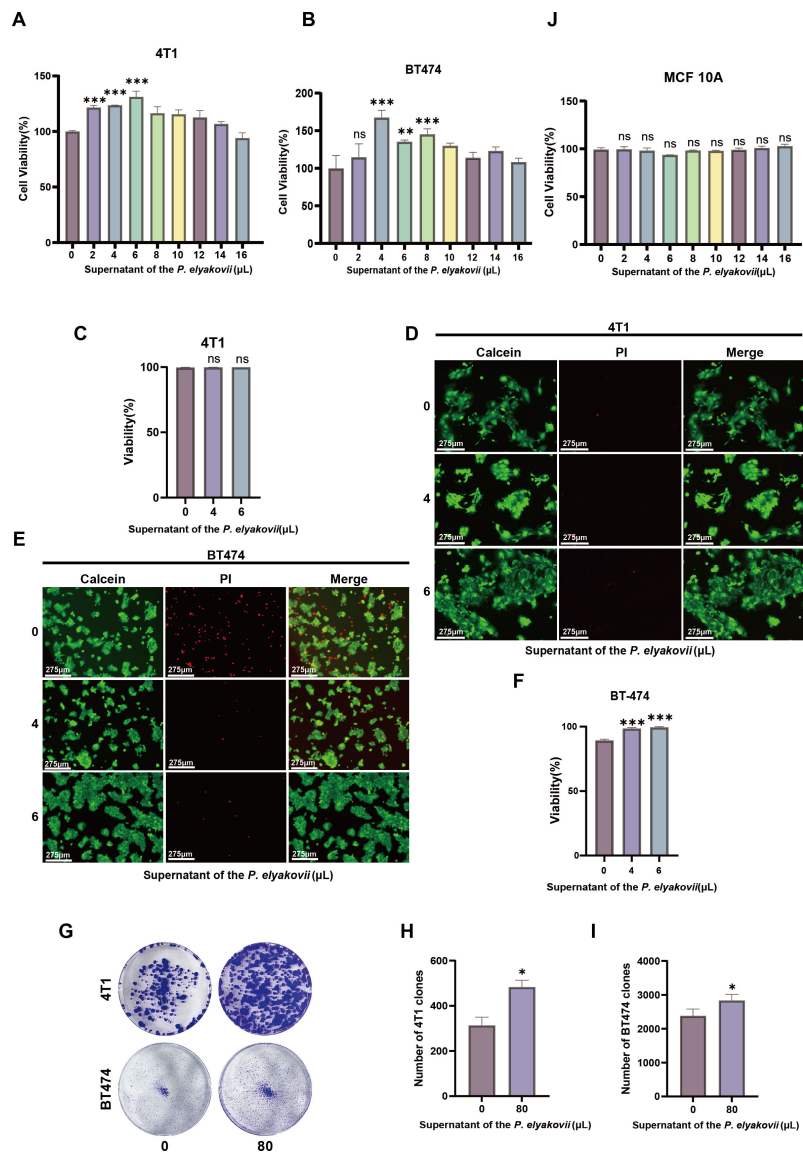 A
4T1
Cell Viability(%)
150
100
50
0
*** *** ***
0 2 4 6 8 10 12 14 16
Supernatant of the P. elyakovii (μL)
B
BT474
Cell Viability(%)
200
150
100
50
0
ns *** ** ***
0 2 4 6 8 10 12 14 16
Supernatant of the P. elyakovii (μL)
J
MCF 10A
Cell Viability(%)
150
100
50
0
ns ns ns ns ns ns ns ns
0 2 4 6 8 10 12 14 16
Supernatant of the P. elyakovii(μL)
C
4T1
Viability(%)
100
50
0
ns ns
0 4 6
Supernatant of the P. elyakovii(μL)
D
4T1
Calcein PI Merge
0
275μm 275μm 275μm
4
275μm 275μm 275μm
6
275μm 275μm 275μm
Supernatant of the P. elyakovii (μL)
E
BT474
Calcein PI Merge
0
275μm 275μm 275μm
4
275μm 275μm 275μm
6
275μm 275μm 275μm
Supernatant of the P. elyakovii (μL)
F
BT-474
Viability(%)
100
50
0
*** ***
0 4 6
Supernatant of the P. elyakovii(μL)
G
4T1
BT474
0 80
H
Number of 4T1 clones
600
400
200
0
*
0 80
Supernatant of the P. elyakovii (μL)
I
Number of BT474 clones
4000
3000
2000
1000
0
*
0 80
Supernatant of the P. elyakovii (μL)